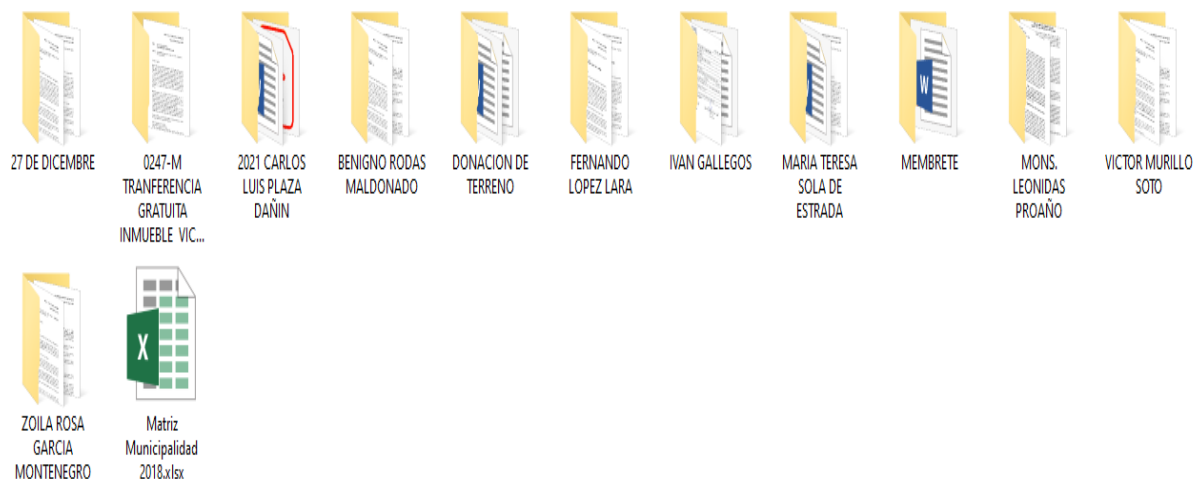 27 DE DICEMBRE
0247-M
TRANFERENCIA
GRATUITA
INMUEBLE VIC...
2021 CARLOS
LUIS PLAZA
DAÑIN
BENIGNO RODAS
MALDONADO
DONACION DE
TERRENO
FERNANDO
LOPEZ LARA
IVAN GALLEGOS
MARIA TERESA
SOLA DE
ESTRADA
MEMBRETE
MONS.
LEONIDAS
PROAÑO
VICTOR MURILLO
SOTO
ZOILA ROSA
GARCIA
MONTENEGRO
Matriz
Municipalidad
2018.xlsx